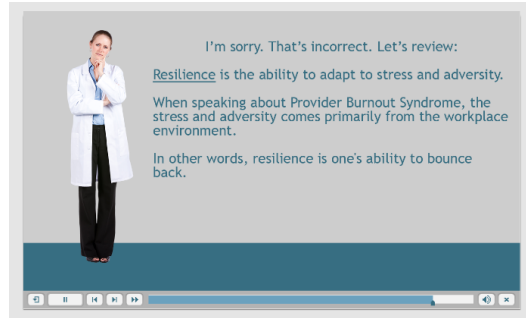 I'm sorry. That's incorrect. Let's review:
Resilience is the ability to adapt to stress and adversity.
When speaking about Provider Burnout Syndrome, the
stress and adversity comes primarily from the workplace
environment.
In other words, resilience is one's ability to bounce
back.